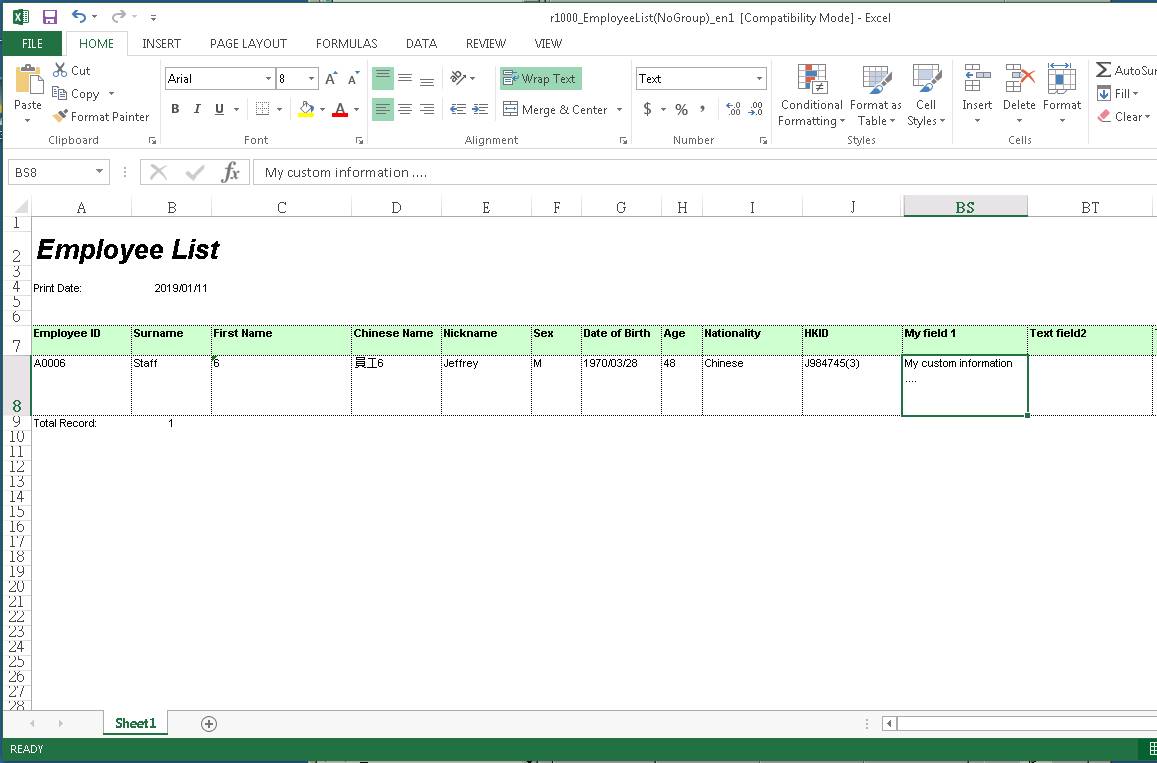 r1000_EmployeeList(NoGroup)_en1 [Compatibility Mode] - Excel
FILE HOME INSERT PAGE LAYOUT FORMULAS DATA REVIEW VIEW
Paste
Cut
Copy
Format Painter
Clipboard
Arial 8
B I U
Font
Wrap Text
Merge & Center
Alignment
Text
$ % ,
Number
Conditional Formatting
Format as Table
Cell Styles
Styles
Insert Delete Format
Cells
AutoSu
Fill
Clear
BS8 fx My custom information ....
A B C D E F G H I J BS BT
1
2 Employee List
3
4 Print Date: 2019/01/11
5
6
7 Employee ID Surname First Name Chinese Name Nickname Sex Date of Birth Age Nationality HKID My field 1 Text field2
8 A0006 Staff 6 員工6 Jeffrey M 1970/03/28 48 Chinese J984745(3) My custom information ....
9 Total Record: 1
10
11
12
13
14
15
16
17
18
19
20
21
22
23
24
25
26
27
28
Sheet1
READY